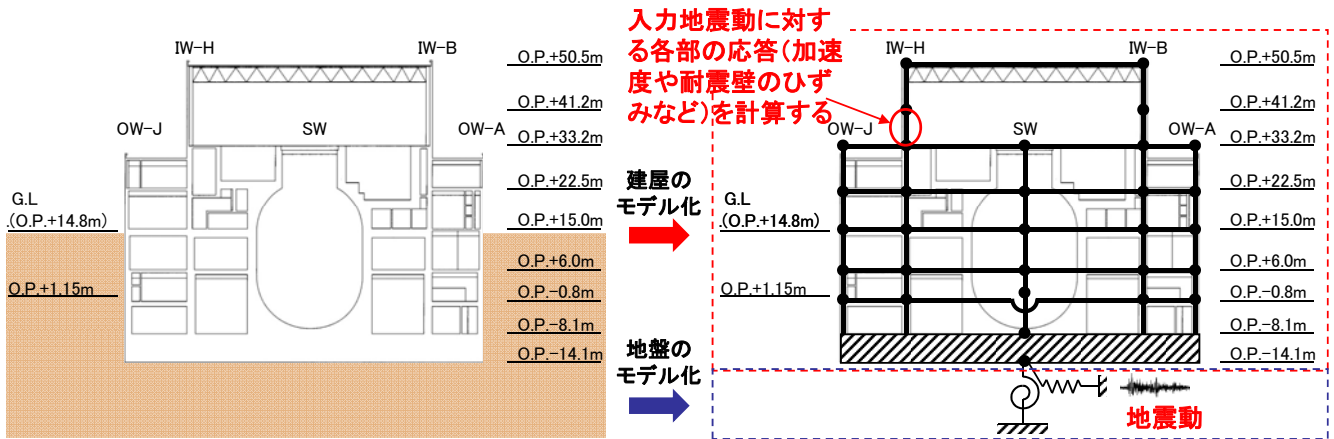 IW-H
IW-B
OW-J
SW
OW-A
O.P.+50.5m
O.P.+41.2m
O.P.+33.2m
O.P.+22.5m
O.P.+15.0m
O.P.+6.0m
O.P.-0.8m
O.P.-8.1m
O.P.-14.1m
G.L
(O.P.+14.8m)
O.P.+1.15m
建屋の
モデル化
地盤の
モデル化
入力地震動に対す
る各部の応答(加速
度や耐震壁のひず
みなど)を計算する
IW-H
IW-B
OW-J
SW
OW-A
O.P.+50.5m
O.P.+41.2m
O.P.+33.2m
O.P.+22.5m
O.P.+15.0m
O.P.+6.0m
O.P.-0.8m
O.P.-8.1m
O.P.-14.1m
G.L
(O.P.+14.8m)
O.P.+1.15m
地震動